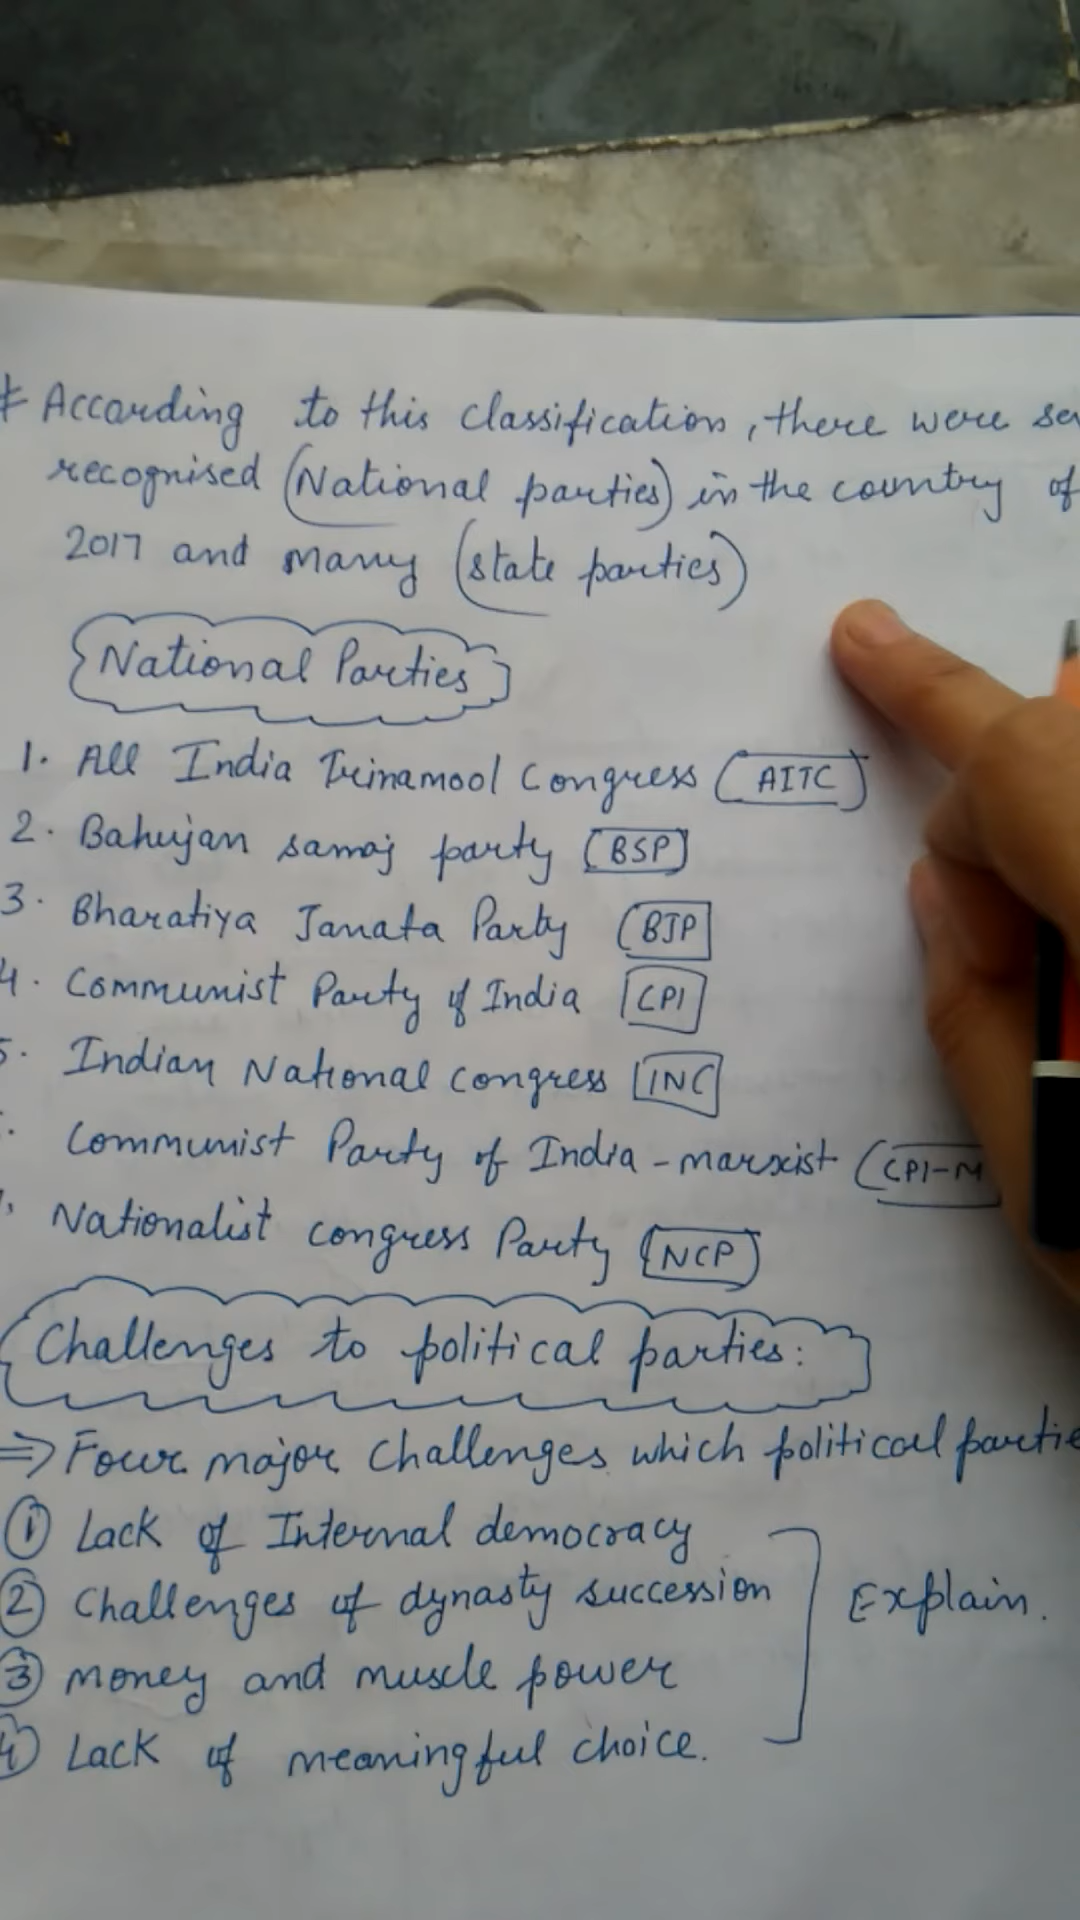 * According to this classification, there were
recognised (National parties) in the country of
2017 and many (state parties)
National Parties
1. All India Trinamool Congress (AITC)
2. Bahujan samaj party [BSP]
3. Bharatiya Janata Party (BJP]
4. Communist Party of India [CPI]
5. Indian National congress [INC]
Communist Party of India - marxist (CPI-M
Nationalist congress Party [NCP]
Challenges to political parties:
⇒ Four major challenges which political partie
① Lack of Internal democracy
② Challenges of dynasty succession
Explain.
③ money and muscle power
④ Lack of meaningful choice.